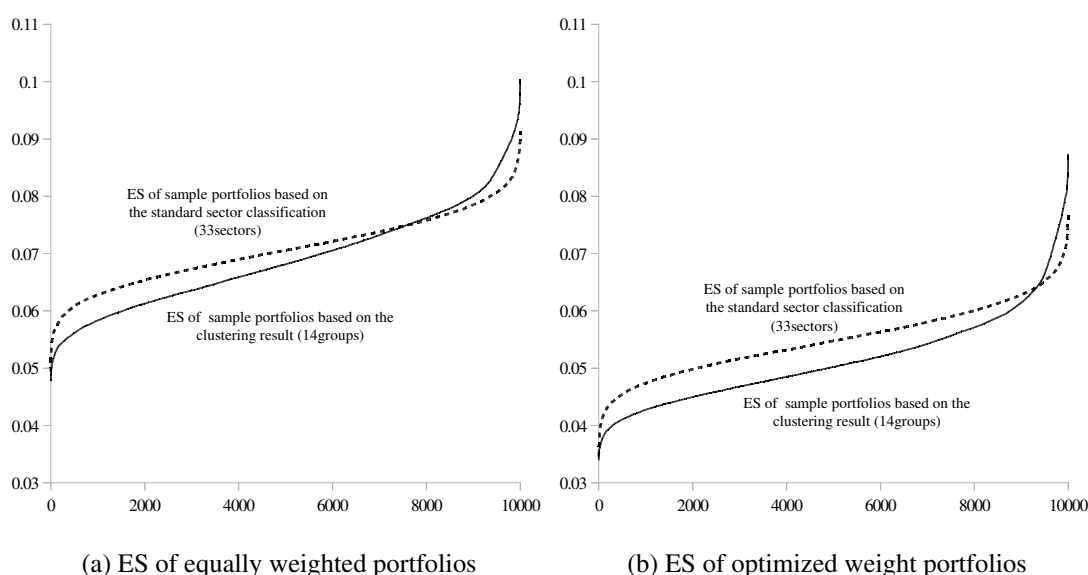 0.11
0.1
0.09
0.08
0.07
0.06
0.05
0.04
0.03
0
2000
4000
6000
8000
10000
ES of sample portfolios based on
the standard sector classification
(33sectors)
ES of sample portfolios based on the
clustering result (14groups)
(a) ES of equally weighted portfolios
0.11
0.1
0.09
0.08
0.07
0.06
0.05
0.04
0.03
0
2000
4000
6000
8000
10000
ES of sample portfolios based on
the standard sector classification
(33sectors)
ES of sample portfolios based on the
clustering result (14groups)
(b) ES of optimized weight portfolios